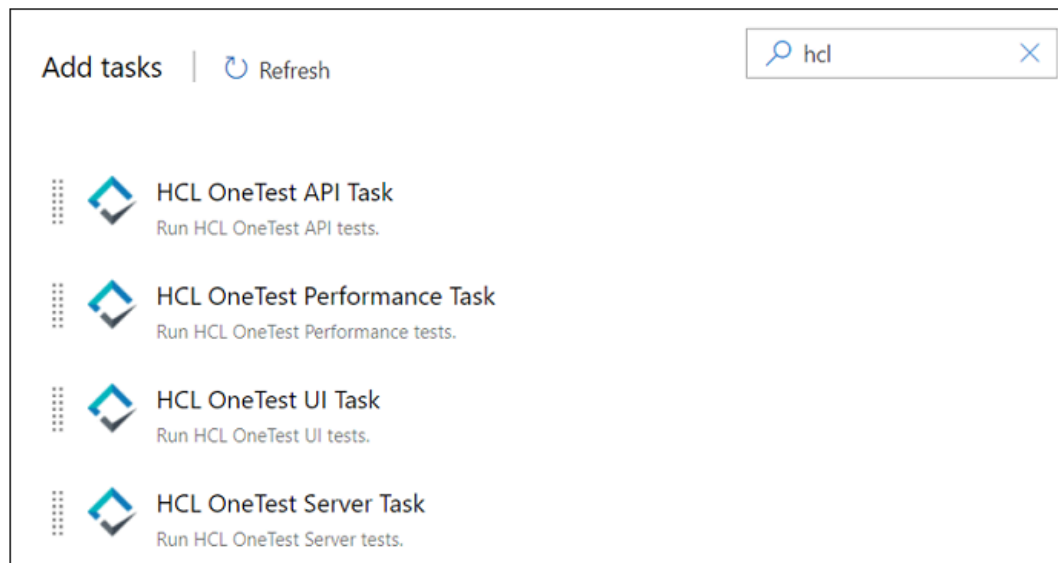 Add tasks
Refresh
hcl
HCL OneTest API Task
Run HCL OneTest API tests.
HCL OneTest Performance Task
Run HCL OneTest Performance tests.
HCL OneTest UI Task
Run HCL OneTest UI tests.
HCL OneTest Server Task
Run HCL OneTest Server tests.